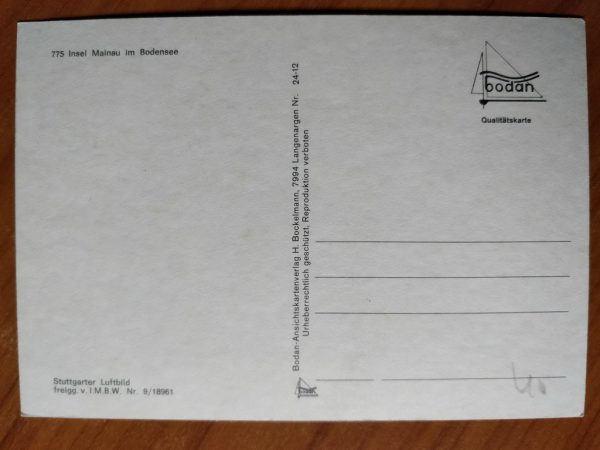 775 Insel Mainau im Bodensee
Stuttgarter Luftbild
freigg. v. I.M.B.W. Nr. 9/18961
Bodan-Ansichtskartenverlag H. Bockelmann, 7994 Langenargen Nr. 24-12
Urheberrechtlich geschützt, Reproduktion verboten
bodan
Qualitätskarte